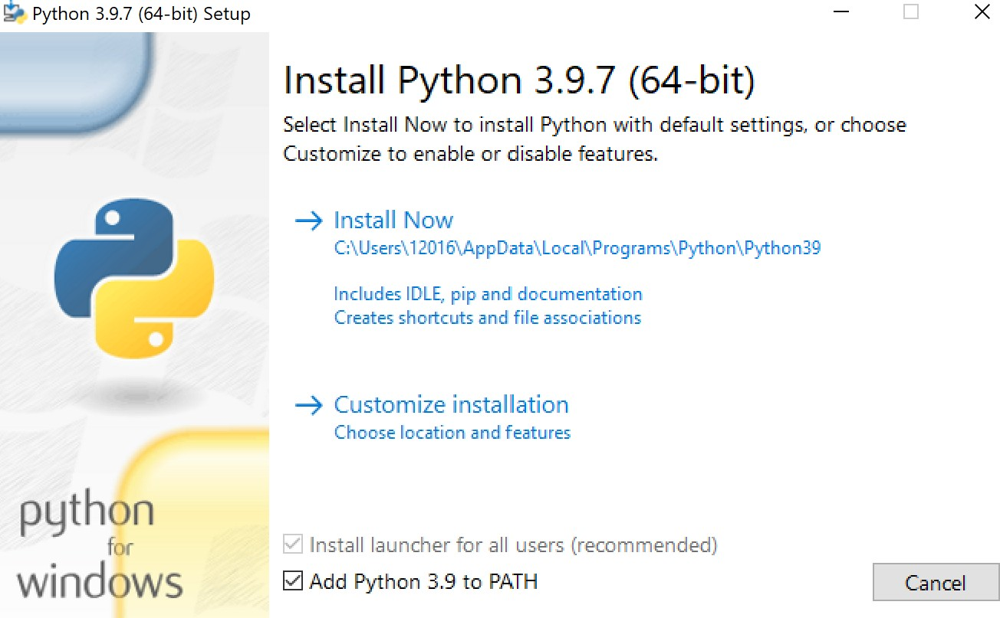 Python 3.9.7 (64-bit) Setup
Install Python 3.9.7 (64-bit)
Select Install Now to install Python with default settings, or choose
Customize to enable or disable features.
Install Now
C:\Users\12016\AppData\Local\Programs\Python\Python39
Includes IDLE, pip and documentation
Creates shortcuts and file associations
Customize installation
Choose location and features
python
for
windows
Install launcher for all users (recommended)
Add Python 3.9 to PATH
Cancel